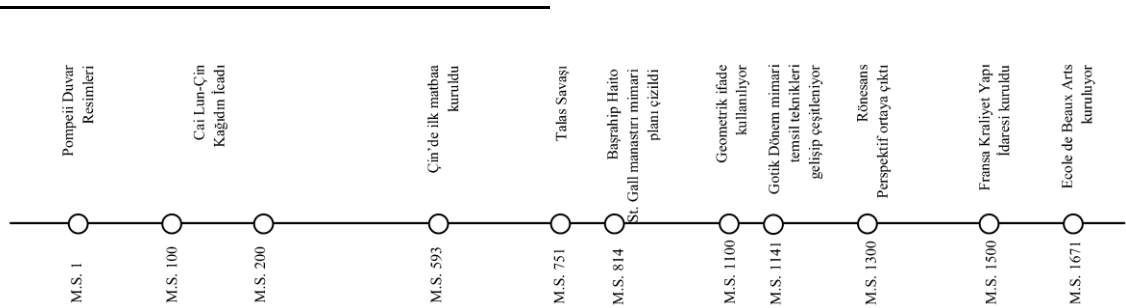 Pompeii Duvar
Resimleri
Cai Lun-Çin
Kağıdın İcadı
Çin’de ilk matbaa
kuruldu
Talas Savaşı
Başrahip Haito
St. Gall manastırı mimari
planı çizildi
Geometrik ifade
kullanılıyor
Gotik Dönem mimari
temsil teknikleri
gelişip çeşitleniyor
Rönesans
Perspektif ortaya çıktı
Fransa Kraliyet Yapı
İdaresi kuruldu
Ecole de Beaux Arts
kuruluyor
M.S. 1
M.S. 100
M.S. 200
M.S. 593
M.S. 751
M.S. 814
M.S. 1100
M.S. 1141
M.S. 1300
M.S. 1500
M.S. 1671